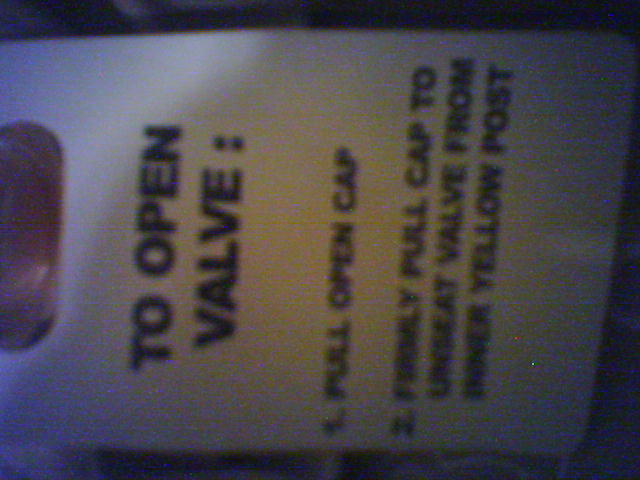 TO OPEN
VALVE :
1. PULL OPEN CAP
2. FIRMLY PULL CAP TO
UNSEAT VALVE FROM
INNER YELLOW POST